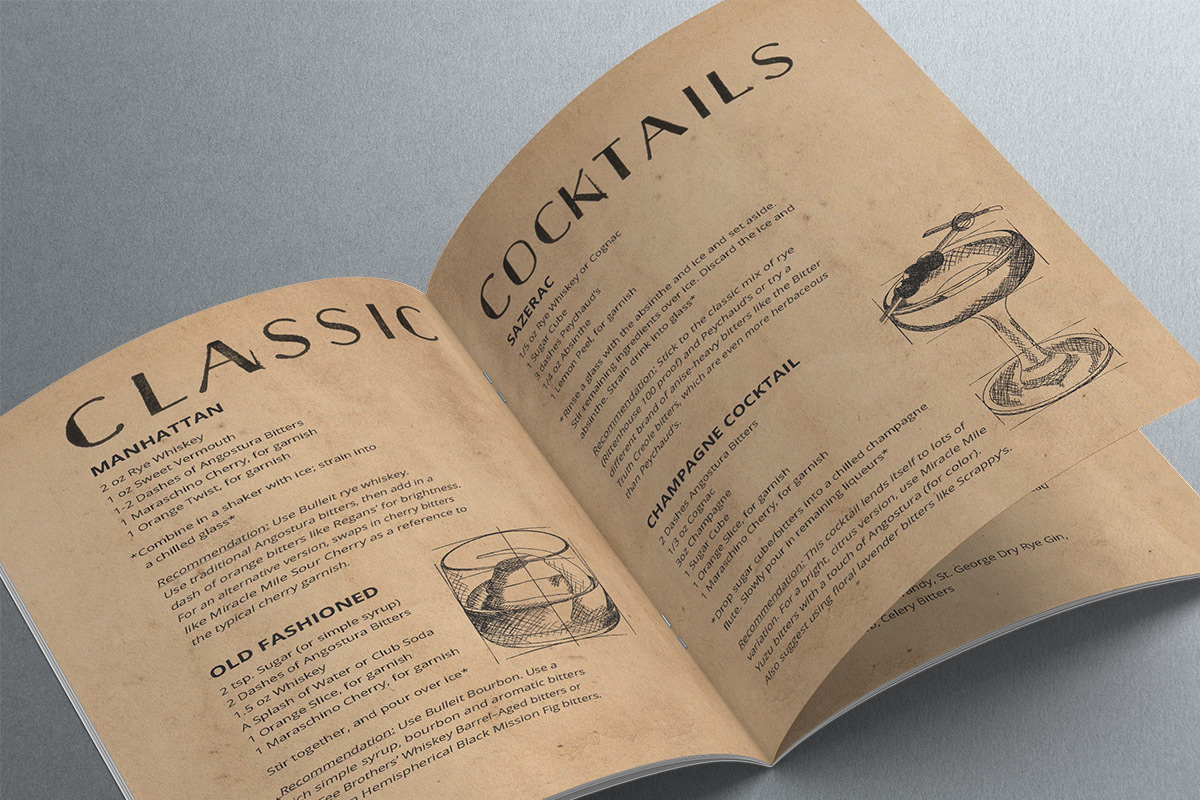 CLASSIC
MANHATTAN
2 oz Rye Whiskey
1 oz Sweet Vermouth
1-2 Dashes of Angostura Bitters
1 Maraschino Cherry, for garnish
1 Orange Twist, for garnish
*Combine in a shaker with ice; strain into
a chilled glass*
Recommendation: Use Bulleit rye whiskey.
Use traditional Angostura bitters, then add in a
dash of orange bitters like Regans' for brightness.
For an alternative version, swaps in cherry bitters
like Miracle Mile Sour Cherry as a reference to
the typical cherry garnish.
OLD FASHIONED
2 tsp. Sugar (or simple syrup)
2 Dashes of Angostura Bitters
1.5 oz Whiskey
A Splash of Water or Club Soda
1 Orange Slice, for garnish
1 Maraschino Cherry, for garnish
Stir together, and pour over ice*
Recommendation: Use Bulleit Bourbon. Use a
rich simple syrup, bourbon and aromatic bitters
Fee Brothers' Whiskey Barrel-Aged bitters or
Hemispherical Black Mission Fig bitters.
COCKTAILS
SAZERAC
1/5 oz Rye Whiskey or Cognac
1 Sugar Cube
3 dashes Peychaud's
1/4 oz Absinthe
1 Lemon Peel, for garnish
*Rinse a glass with the absinthe and ice and set aside.
Stir remaining ingredients over ice. Discard the ice and
absinthe. Strain drink into glass*
Recommendation: Stick to the classic mix of rye
(Rittenhouse 100 proof) and Peychaud's or try a
different brand of anise-heavy bitters like the Bitter
Truth Creole bitters, which are even more herbaceous
than Peychaud's.
CHAMPAGNE COCKTAIL
2 Dashes Angostura Bitters
1/3 oz Cognac
3oz Champagne
1 Sugar Cube
1 Orange Slice, for garnish
1 Maraschino Cherry, for garnish
*Drop sugar cube/bitters into a chilled champagne
flute. Slowly pour in remaining liqueurs*
Recommendation: This cocktail lends itself to lots of
variation. For a bright, citrus version, use Miracle Mile
Yuzu bitters with a touch of Angostura (for color).
Also suggest using floral lavender bitters like Scrappy's.
St. George Dry Rye Gin,
Celery Bitters